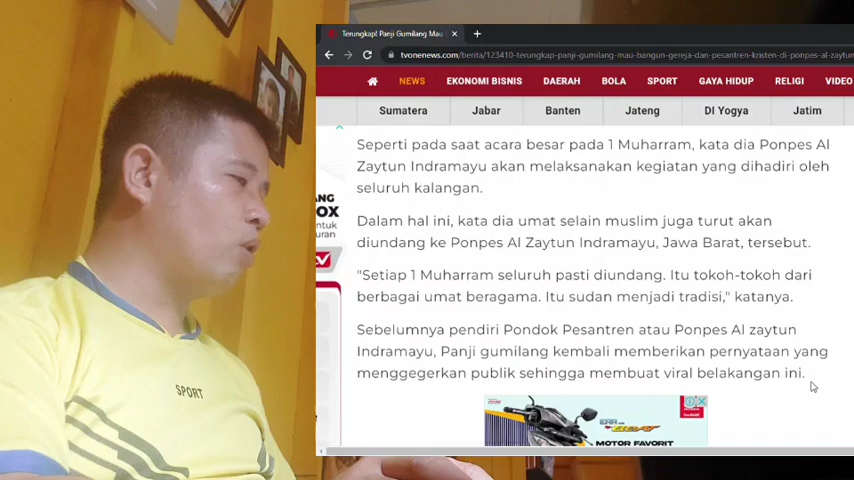 Terungkap! Panji Gumilang Mau
tvonenews.com/berita/123410-terungkap-panji-gumilang-mau-bangun-gereja-dan-pesantren-kristen-di-ponpes-al-zaytun
NEWS EKONOMI BISNIS DAERAH BOLA SPORT GAYA HIDUP RELIGI VIDEO
Sumatera Jabar Banten Jateng DI Yogya Jatim
Seperti pada saat acara besar pada 1 Muharram, kata dia Ponpes Al
Zaytun Indramayu akan melaksanakan kegiatan yang dihadiri oleh
seluruh kalangan.
Dalam hal ini, kata dia umat selain muslim juga turut akan
diundang ke Ponpes Al Zaytun Indramayu, Jawa Barat, tersebut.
"Setiap 1 Muharram seluruh pasti diundang. Itu tokoh-tokoh dari
berbagai umat beragama. Itu sudan menjadi tradisi," katanya.
Sebelumnya pendiri Pondok Pesantren atau Ponpes Al zaytun
Indramayu, Panji gumilang kembali memberikan pernyataan yang
menggegerkan publik sehingga membuat viral belakangan ini.
MOTOR FAVORIT
SPORT